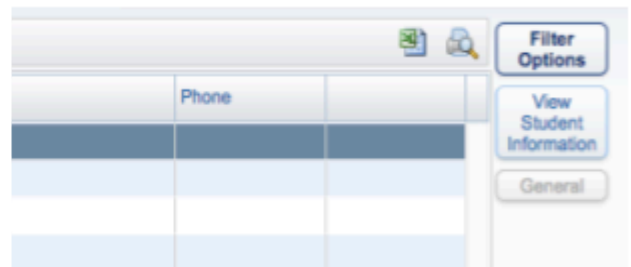 Filter
Options
Phone
View
Student
Information
General